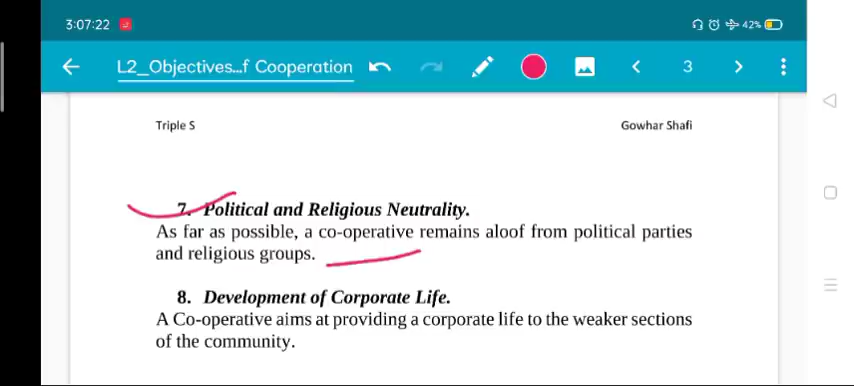 3:07:22 42%
L2_Objectives...f Cooperation 3
Triple S Gowhar Shafi
7. Political and Religious Neutrality.
As far as possible, a co-operative remains aloof from political parties
and religious groups.
8. Development of Corporate Life.
A Co-operative aims at providing a corporate life to the weaker sections
of the community.